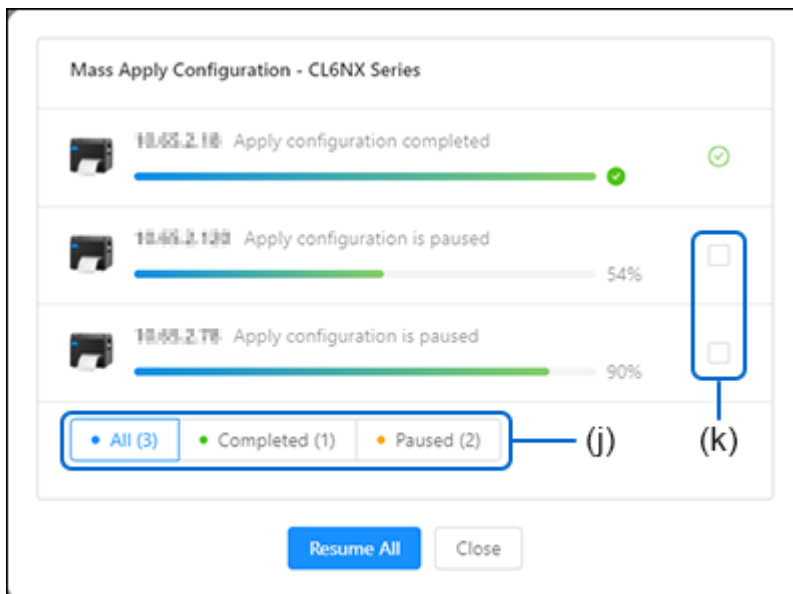 Mass Apply Configuration - CL6NX Series
Apply configuration completed
Apply configuration is paused
54%
Apply configuration is paused
90%
All (3) Completed (1) Paused (2) (j) (k)
Resume All Close